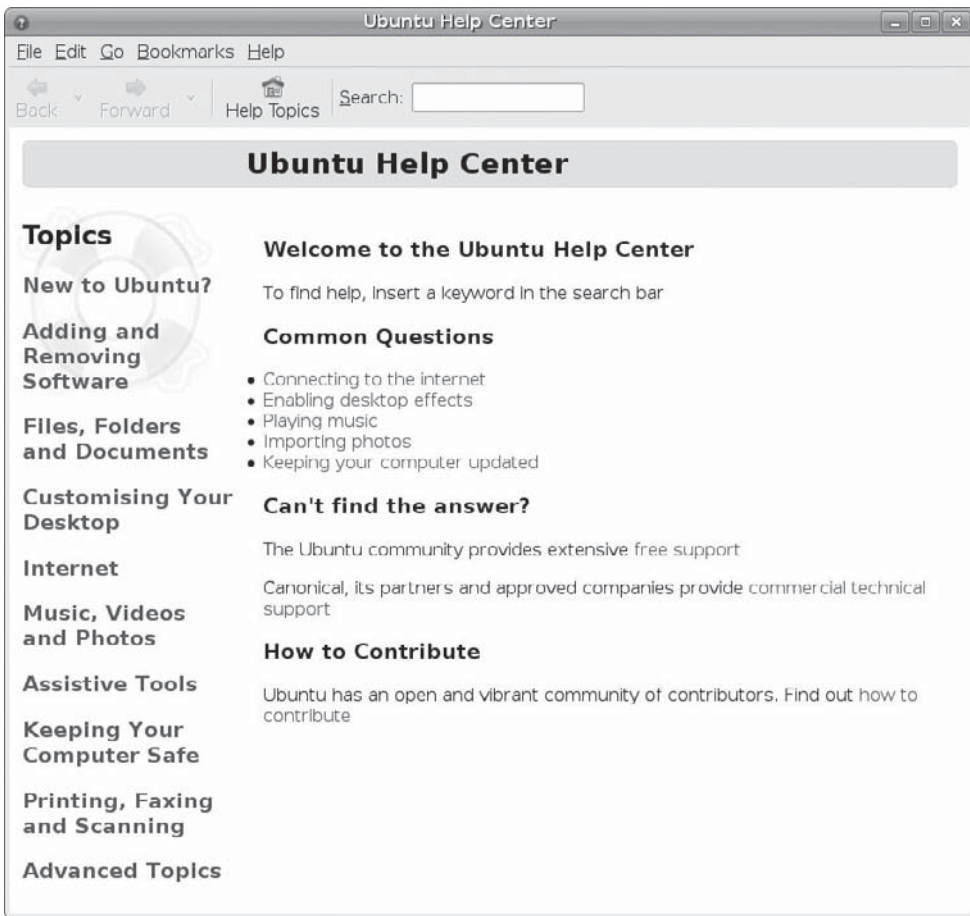 Ubuntu Help Center
File Edit Go Bookmarks Help
Back Forward Help Topics Search:
Ubuntu Help Center
Topics
New to Ubuntu?
Adding and
Removing
Software
Files, Folders
and Documents
Customising Your
Desktop
Internet
Music, Videos
and Photos
Assistive Tools
Keeping Your
Computer Safe
Printing, Faxing
and Scanning
Advanced Topics
Welcome to the Ubuntu Help Center
To find help, insert a keyword in the search bar
Common Questions
• Connecting to the internet
• Enabling desktop effects
• Playing music
• Importing photos
• Keeping your computer updated
Can't find the answer?
The Ubuntu community provides extensive free support
Canonical, its partners and approved companies provide commercial technical
support
How to Contribute
Ubuntu has an open and vibrant community of contributors. Find out how to
contribute